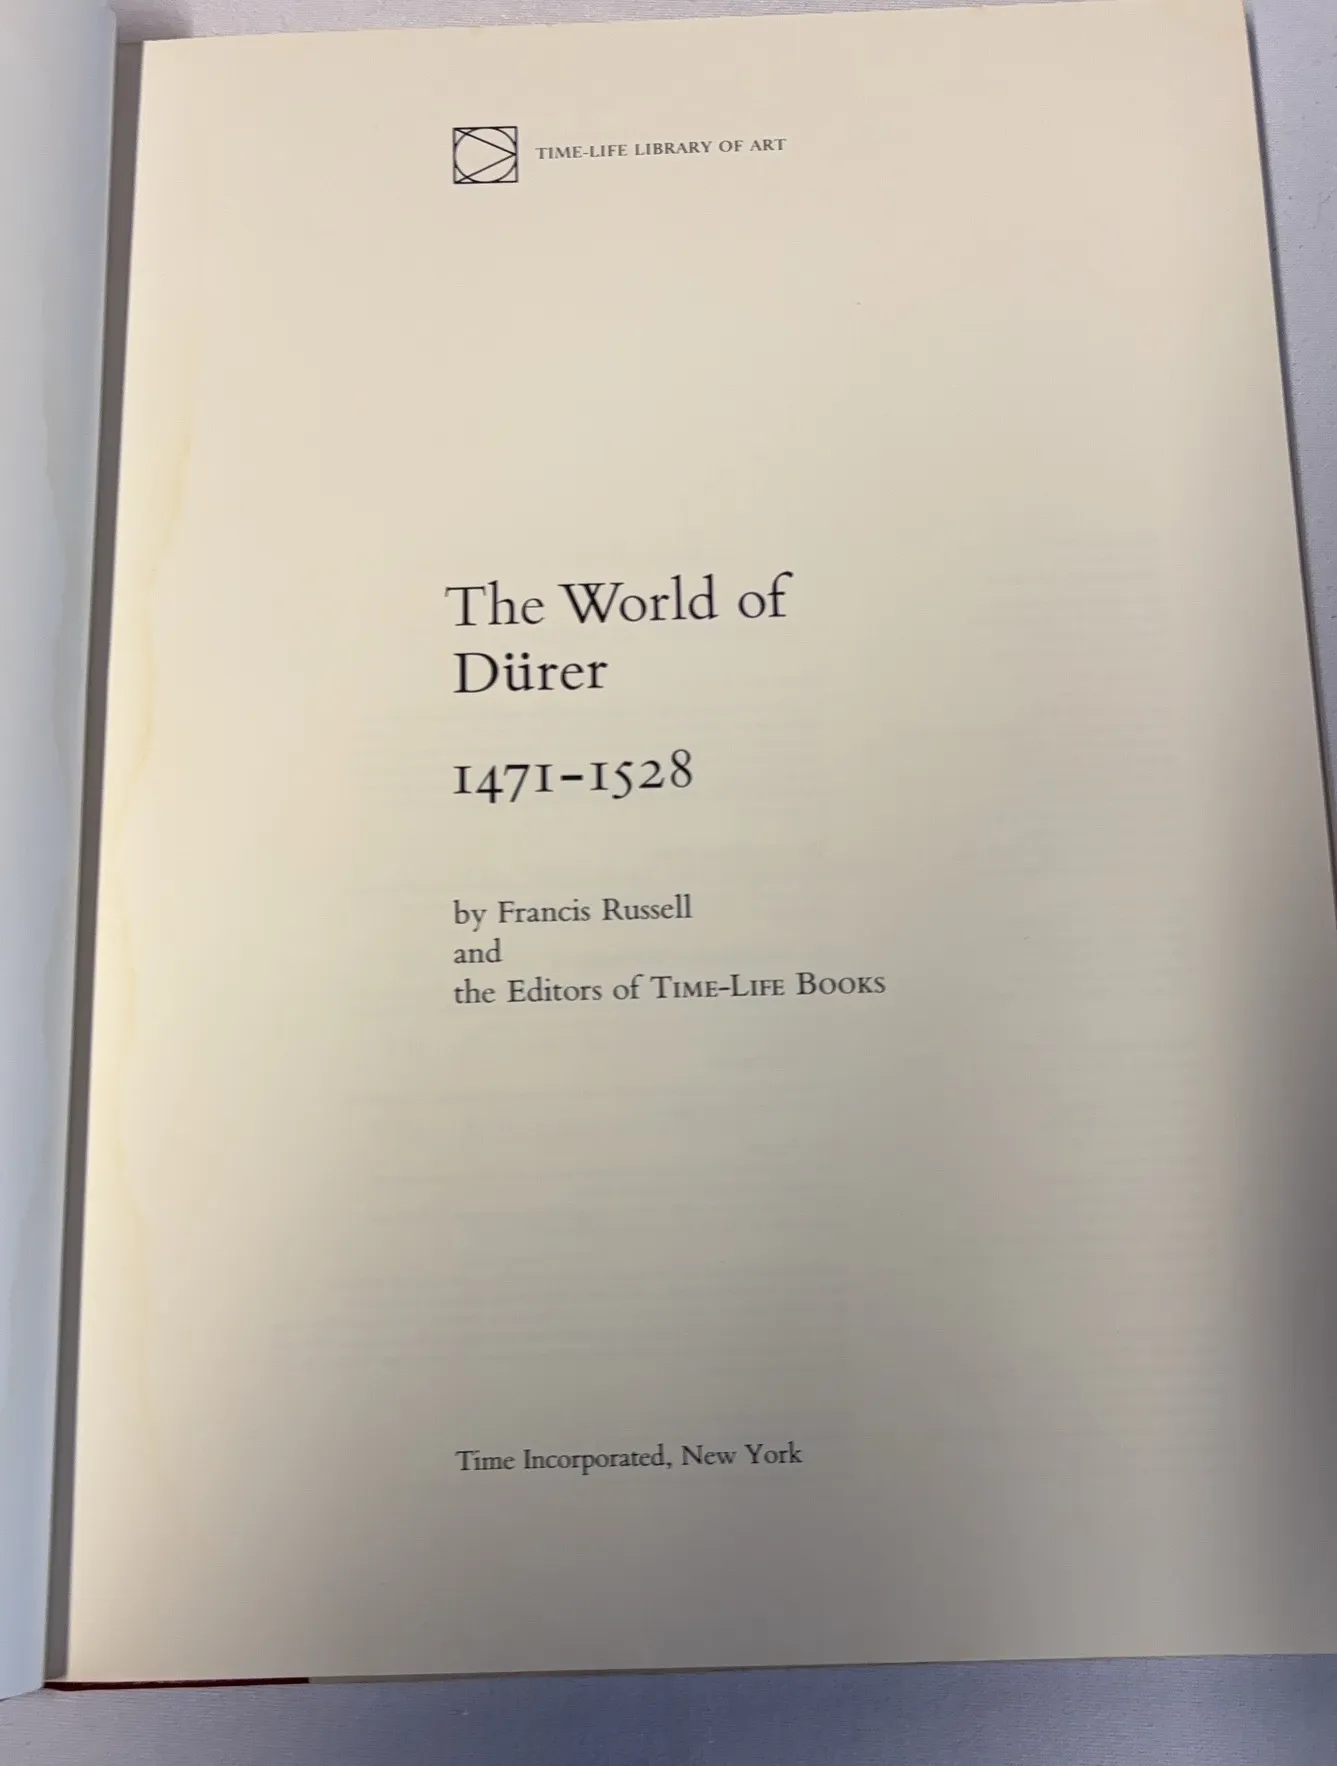 TIME-LIFE LIBRARY OF ART
The World of
Dürer
1471-1528
by Francis Russell
and
the Editors of TIME-LIFE BOOKS
Time Incorporated, New York